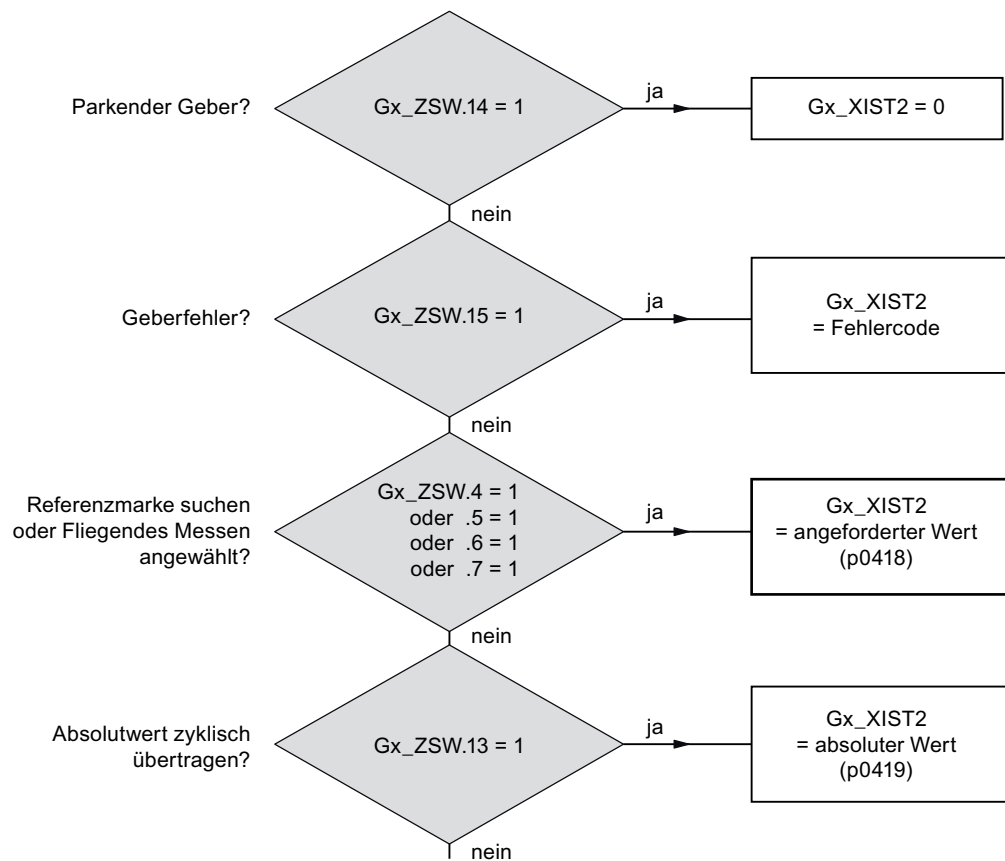 Parkender Geber?
Gx_ZSW.14 = 1
ja
Gx_XIST2 = 0
nein
Geberfehler?
Gx_ZSW.15 = 1
ja
Gx_XIST2
= Fehlercode
nein
Referenzmarke suchen
oder Fliegendes Messen
angewählt?
Gx_ZSW.4 = 1
oder .5 = 1
oder .6 = 1
oder .7 = 1
ja
Gx_XIST2
= angeforderter Wert
(p0418)
nein
Absolutwert zyklisch
übertragen?
Gx_ZSW.13 = 1
ja
Gx_XIST2
= absoluter Wert
(p0419)
nein